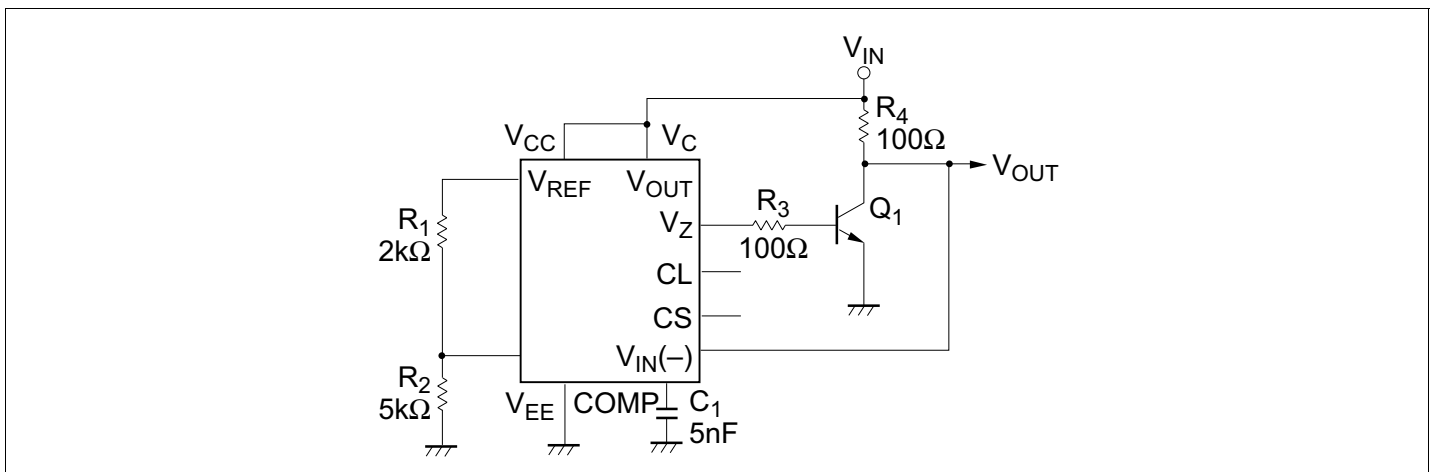 V_IN
R_4
100Ω
V_CC
V_C
V_OUT
V_REF
V_OUT
R_3
Q_1
V_Z
100Ω
R_1
2kΩ
CL
CS
V_IN(–)
R_2
5kΩ
V_EE
COMP
C_1
5nF